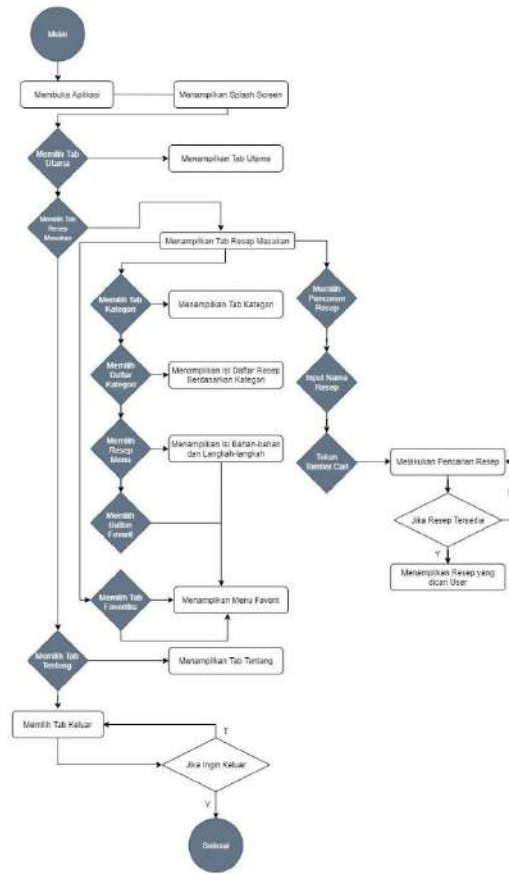 Mulai
Membuka Aplikasi
Menampilkan Splash Screen
Memilih Tab
Utama
Menampilkan Tab Utama
Memilih Tab
Resep
Masakan
Menampilkan Tab Resep Masakan
Memilih Tab
Kategori
Menampilkan Tab Kategori
Memilih
Pencarian
Resep
Memilih
Daftar
Kategori
Menampilkan Isi Daftar Resep
Berdasarkan Kategori
Input Nama
Resep
Memilih
Resep
Menu
Menampilkan Isi Bahan-bahan
dan Langkah-langkah
Tekan
Tombol Cari
Melakukan Pencarian Resep
Memilih
Button
Favorit
Jika Resep Tersedia
T
Y
Menampilkan Resep yang
dicari User
Memilih Tab
Favoritku
Menampilkan Menu Favorit
Memilih Tab
Tentang
Menampilkan Tab Tentang
Memilih Tab Keluar
T
Jika Ingin Keluar
Y
Selesai